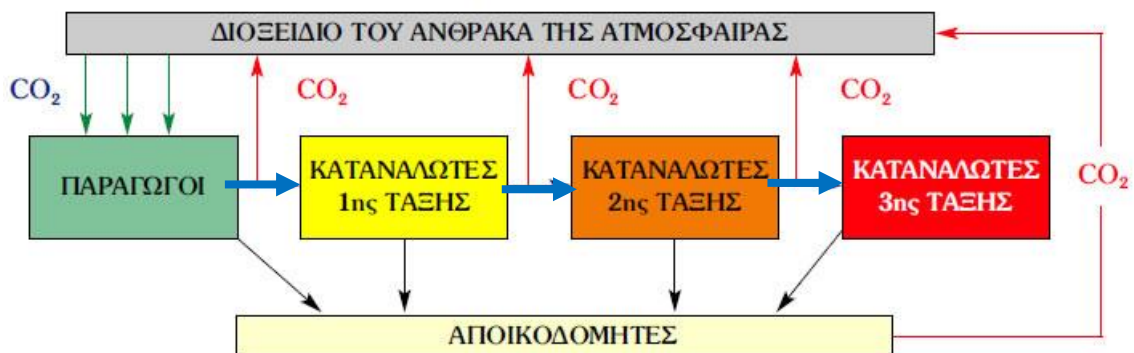 ΔΙΟΞΕΙΔΙΟ ΤΟΥ ΑΝΘΡΑΚΑ ΤΗΣ ΑΤΜΟΣΦΑΙΡΑΣ
CO₂
CO₂
CO₂
CO₂
ΠΑΡΑΓΩΓΟΙ
ΚΑΤΑΝΑΛΩΤΕΣ
1ης ΤΑΞΗΣ
ΚΑΤΑΝΑΛΩΤΕΣ
2ης ΤΑΞΗΣ
ΚΑΤΑΝΑΛΩΤΕΣ
3ης ΤΑΞΗΣ
CO₂
ΑΠΟΙΚΟΔΟΜΗΤΕΣ